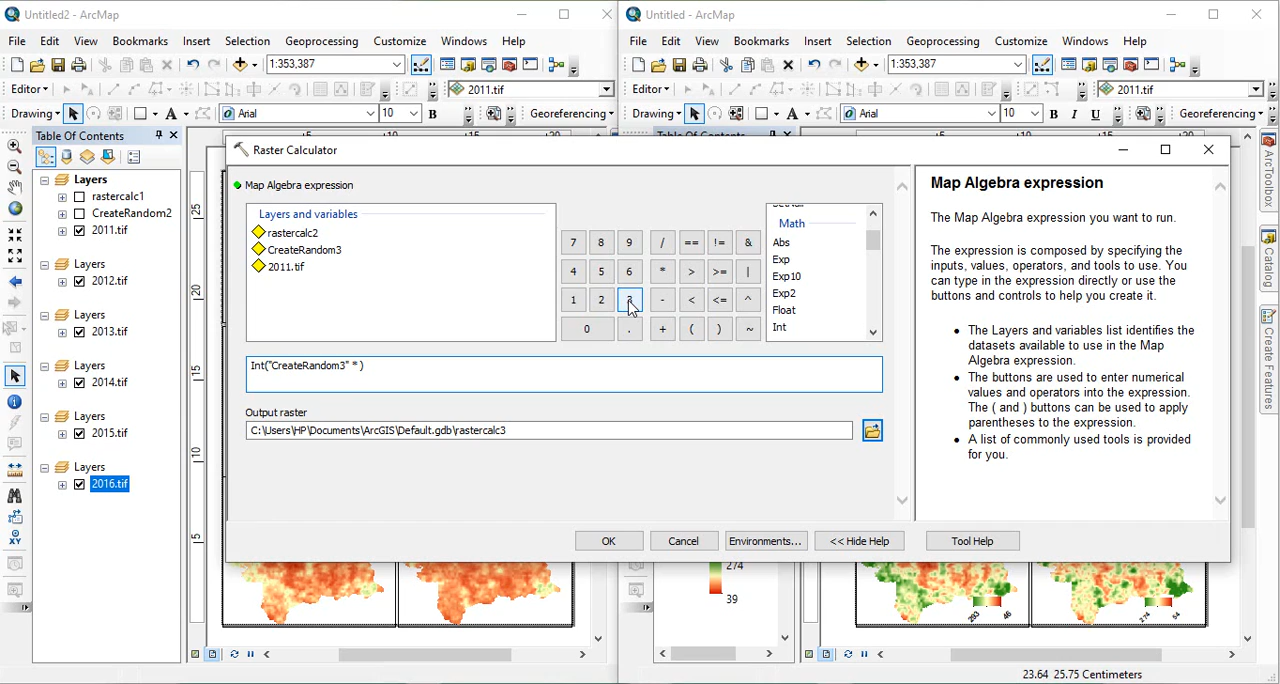 Untitled2 - ArcMap
File Edit View Bookmarks Insert Selection Geoprocessing Customize Windows Help
1:353,387
Editor 2011.tif
Drawing Arial 10 B Georeferencing
Table Of Contents
Layers
rastercalc1
CreateRandom2
2011.tif
Layers
2012.tif
Layers
2013.tif
Layers
2014.tif
Layers
2015.tif
Layers
2016.tif
Untitled - ArcMap
File Edit View Bookmarks Insert Selection Geoprocessing Customize Windows Help
1:353,387
Editor 2011.tif
Drawing Arial 10 B I U Georeferencing
Raster Calculator
Map Algebra expression
Layers and variables
rastercalc2
CreateRandom3
2011.tif
7 8 9 / == != &
4 5 6 * > >= |
1 2 3 - < <= ^
0 . + ( ) ~
Math
Abs
Exp
Exp10
Exp2
Float
Int
Int("CreateRandom3" * )
Output raster
C:\Users\HP\Documents\ArcGIS\Default.gdb\rastercalc3
OK Cancel Environments... << Hide Help Tool Help
Map Algebra expression
The Map Algebra expression you want to run.
The expression is composed by specifying the
inputs, values, operators, and tools to use. You
can type in the expression directly or use the
buttons and controls to help you create it.
• The Layers and variables list identifies the
datasets available to use in the Map
Algebra expression.
• The buttons are used to enter numerical
values and operators into the expression.
The ( and ) buttons can be used to apply
parentheses to the expression.
• A list of commonly used tools is provided
for you.
ArcToolbox
Catalog
Create Features
274
39
23.64 25.75 Centimeters